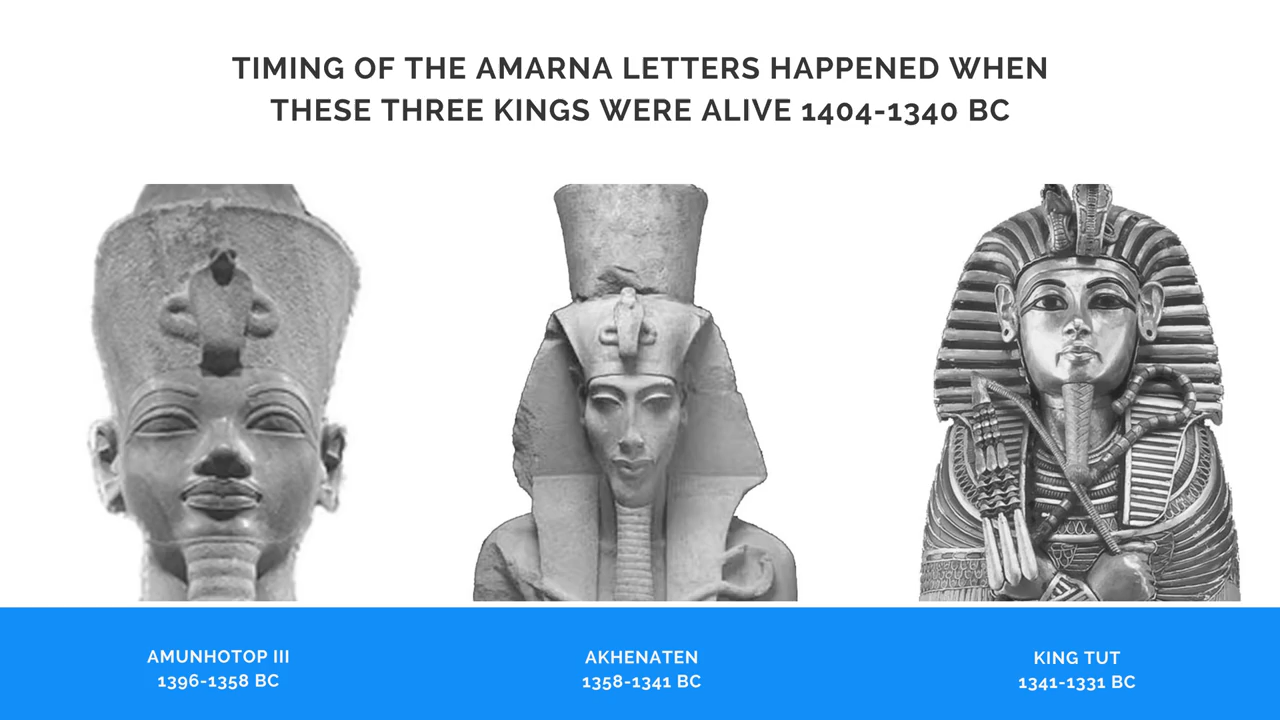 TIMING OF THE AMARNA LETTERS HAPPENED WHEN
THESE THREE KINGS WERE ALIVE 1404-1340 BC
AMUNHOTOP III
1396-1358 BC
AKHENATEN
1358-1341 BC
KING TUT
1341-1331 BC